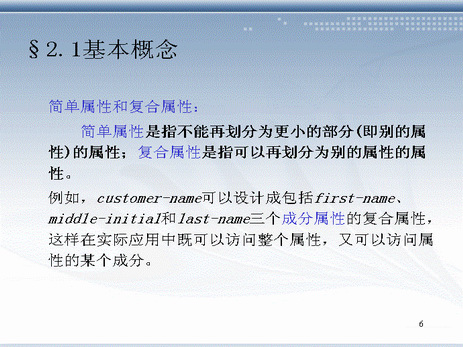 §2.1基本概念
简单属性和复合属性：
简单属性是指不能再划分为更小的部分(即别的属
性)的属性；复合属性是指可以再划分为别的属性的属
性。
例如，customer-name可以设计成包括first-name、
middle-initial和last-name三个成分属性的复合属性，
这样在实际应用中既可以访问整个属性，又可以访问属
性的某个成分。
6